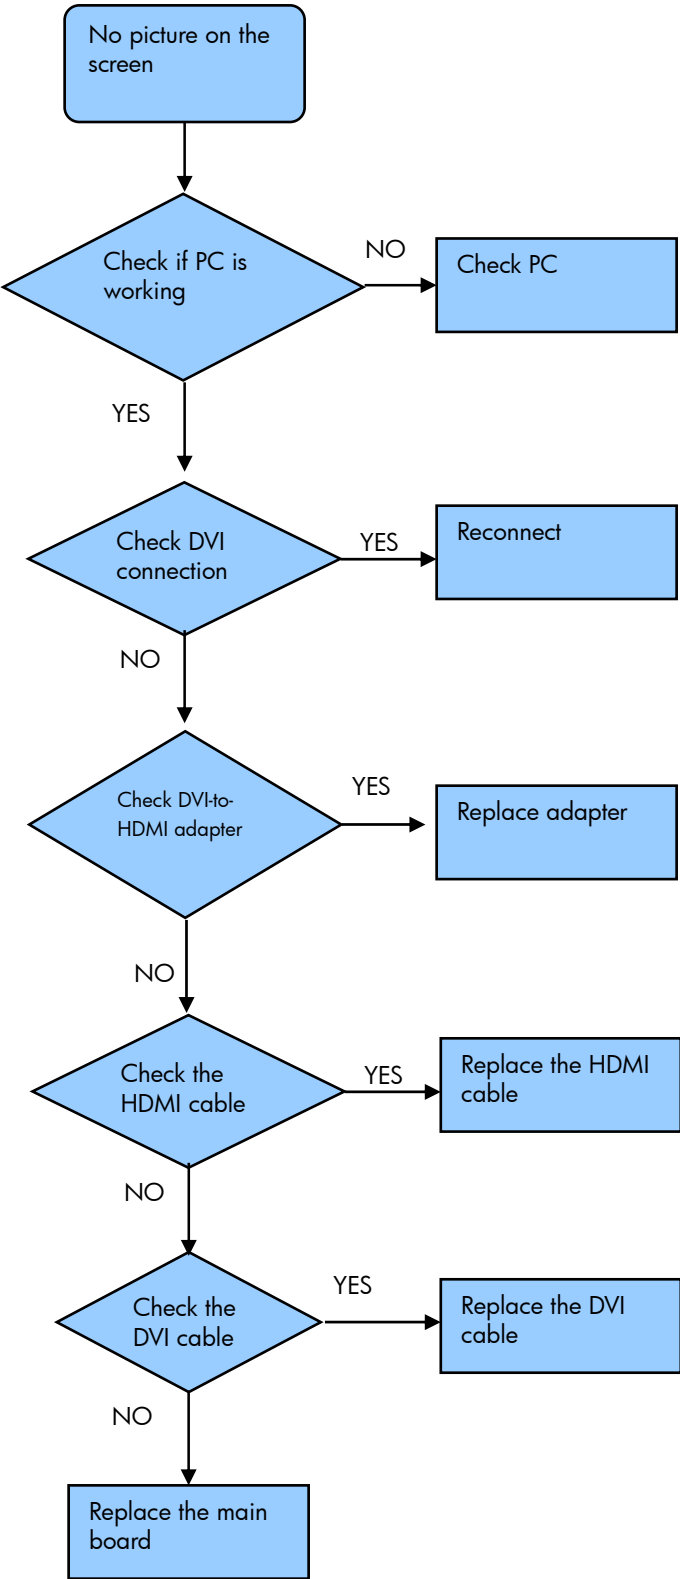 No picture on the
screen
Check if PC is
working
NO
Check PC
YES
Check DVI
connection
YES
Reconnect
NO
Check DVI-to-
HDMI adapter
YES
Replace adapter
NO
Check the
HDMI cable
YES
Replace the HDMI
cable
NO
Check the
DVI cable
YES
Replace the DVI
cable
NO
Replace the main
board